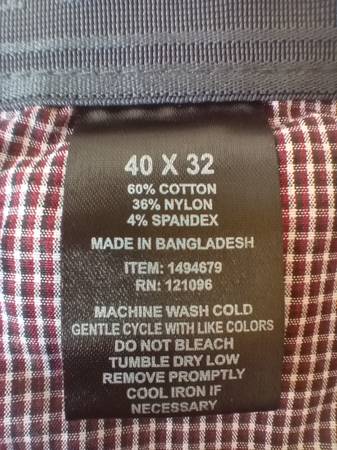 40 X 32
60% COTTON
36% NYLON
4% SPANDEX
MADE IN BANGLADESH
ITEM: 1494679
RN: 121096
MACHINE WASH COLD
GENTLE CYCLE WITH LIKE COLORS
DO NOT BLEACH
TUMBLE DRY LOW
REMOVE PROMPTLY
COOL IRON IF
NECESSARY